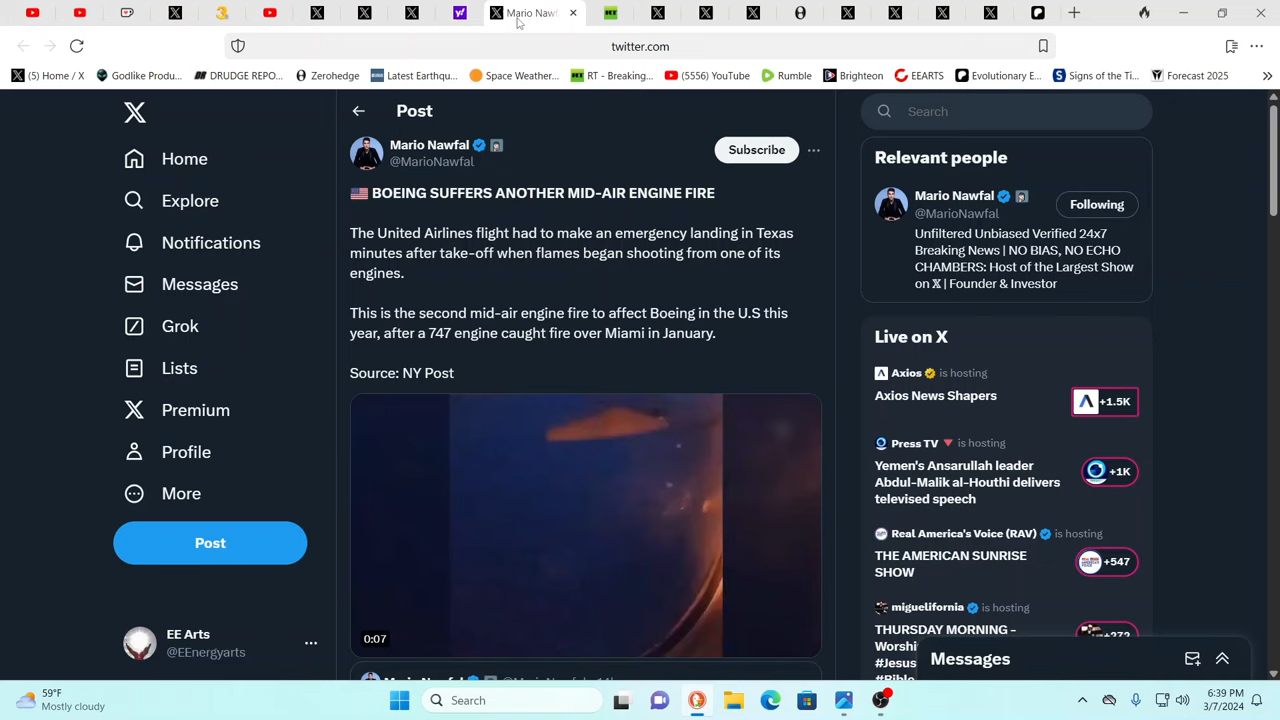 Mario Nawf
twitter.com
(5) Home / X
Godlike Produ...
DRUDGE REPO...
Zerohedge
Latest Earthqu...
Space Weather...
RT - Breaking...
(5556) YouTube
Rumble
Brighteon
EEARTS
Evolutionary E...
Signs of the Ti...
Forecast 2025
Home
Explore
Notifications
Messages
Grok
Lists
Premium
Profile
More
Post
EE Arts
@EEnergyarts
Post
Mario Nawfal
@MarioNawfal
Subscribe
BOEING SUFFERS ANOTHER MID-AIR ENGINE FIRE
The United Airlines flight had to make an emergency landing in Texas
minutes after take-off when flames began shooting from one of its
engines.
This is the second mid-air engine fire to affect Boeing in the U.S this
year, after a 747 engine caught fire over Miami in January.
Source: NY Post
0:07
Search
Relevant people
Mario Nawfal
@MarioNawfal
Following
Unfiltered Unbiased Verified 24x7
Breaking News | NO BIAS, NO ECHO
CHAMBERS: Host of the Largest Show
on 𝕏 | Founder & Investor
Live on X
Axios is hosting
Axios News Shapers
+1.5K
Press TV is hosting
Yemen's Ansarullah leader
Abdul-Malik al-Houthi delivers
televised speech
+1K
Real America's Voice (RAV) is hosting
THE AMERICAN SUNRISE
SHOW
+547
miguelifornia is hosting
THURSDAY MORNING -
Worsh
#Jesus
+272
Messages
59°F
Mostly cloudy
Search
6:39 PM
3/7/2024